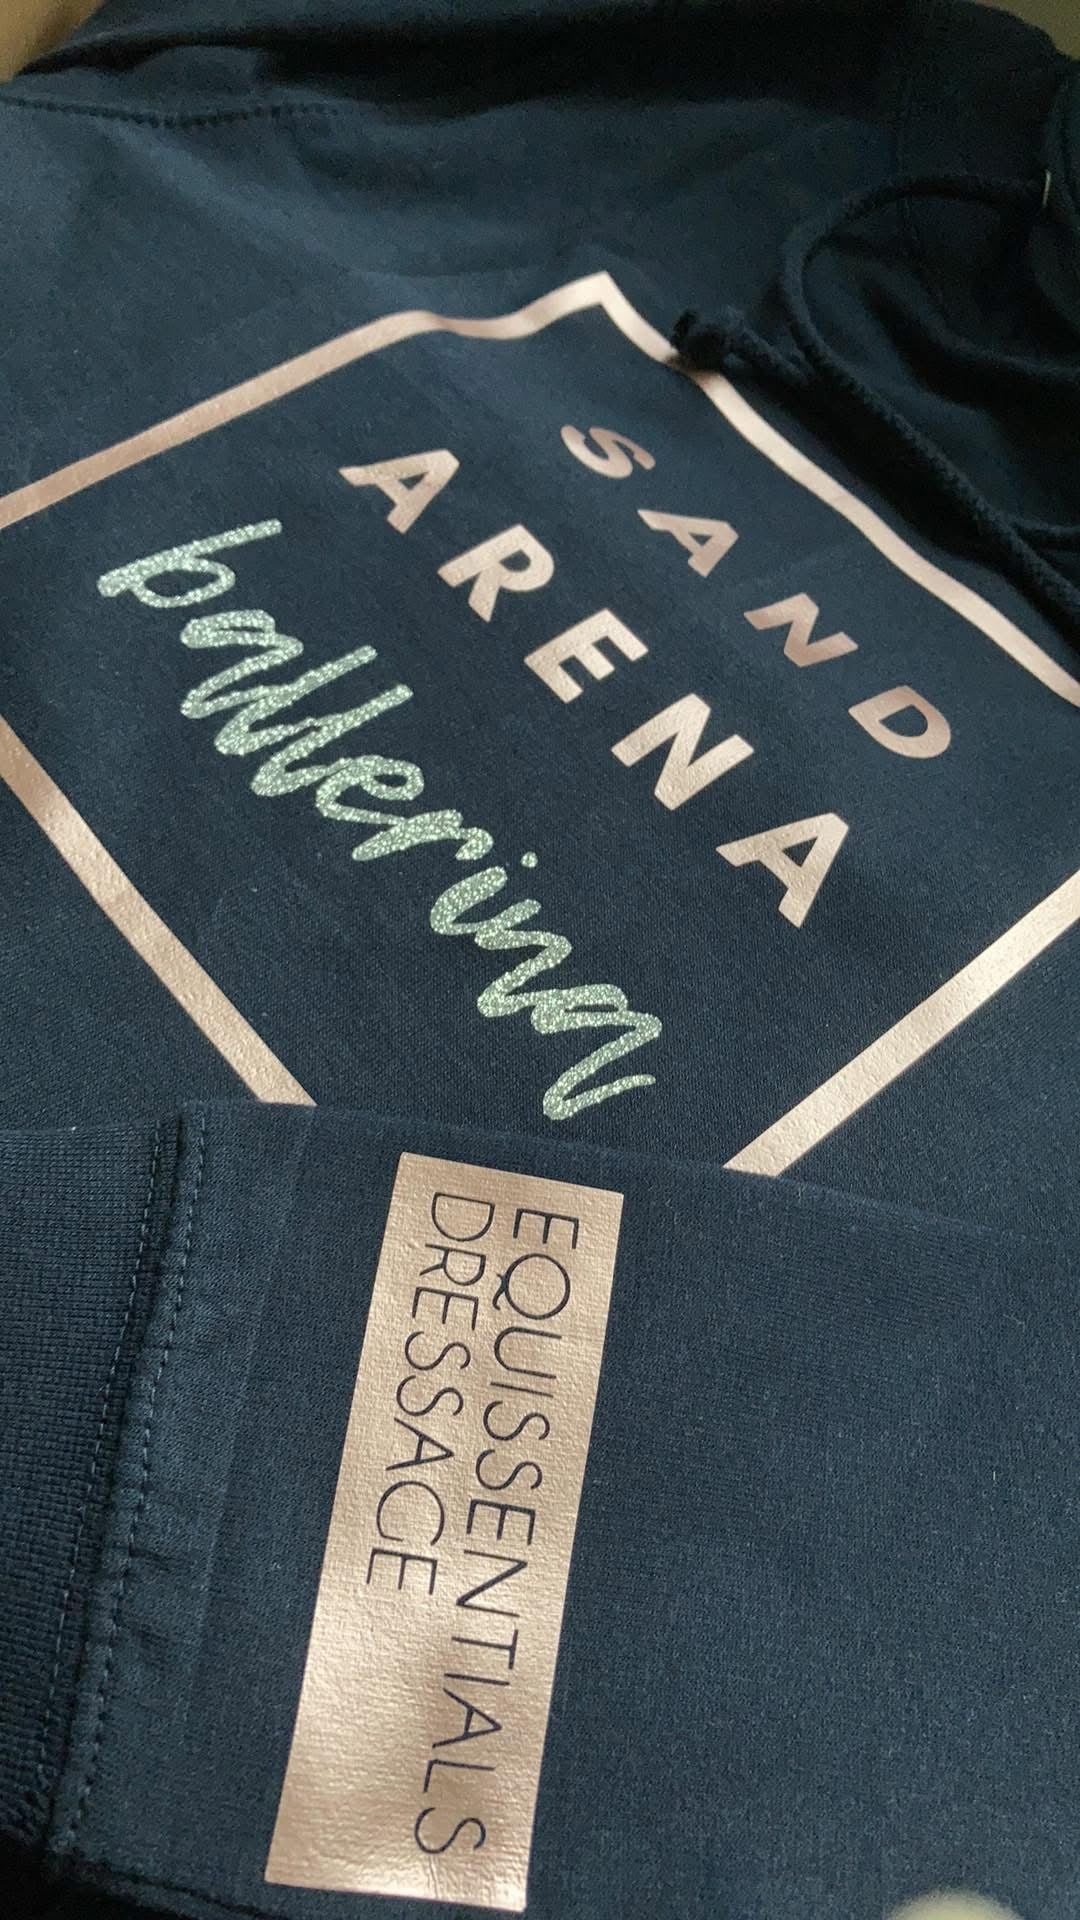 SAND
ARENA
ballerina
EQUISSENTIALS
DRESSAGE